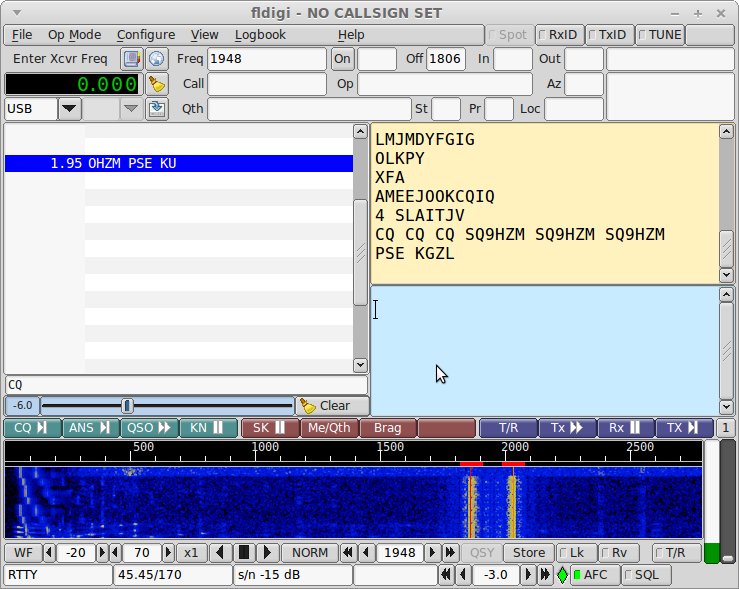 fldigi - NO CALLSIGN SET
File Op Mode Configure View Logbook Help Spot RxID TxID TUNE
Enter Xcvr Freq Freq 1948 On Off 1806 In Out
0.000 Call Op Az
USB Qth St Pr Loc
LMJMDYFGIG
OLKPY
1.95 OHZM PSE KU
XFA
AMEEJOOKCQIQ
4 SLAITJV
CQ CQ CQ SQ9HZM SQ9HZM SQ9HZM
PSE KGZL
CQ
-6.0 Clear
CQ ANS QSO KN SK Me/Qth Brag T/R Tx Rx TX 1
500 1000 1500 2000 2500
WF -20 70 x1 NORM 1948 QSY Store Lk Rv T/R
RTTY 45.45/170 s/n -15 dB -3.0 AFC SQL